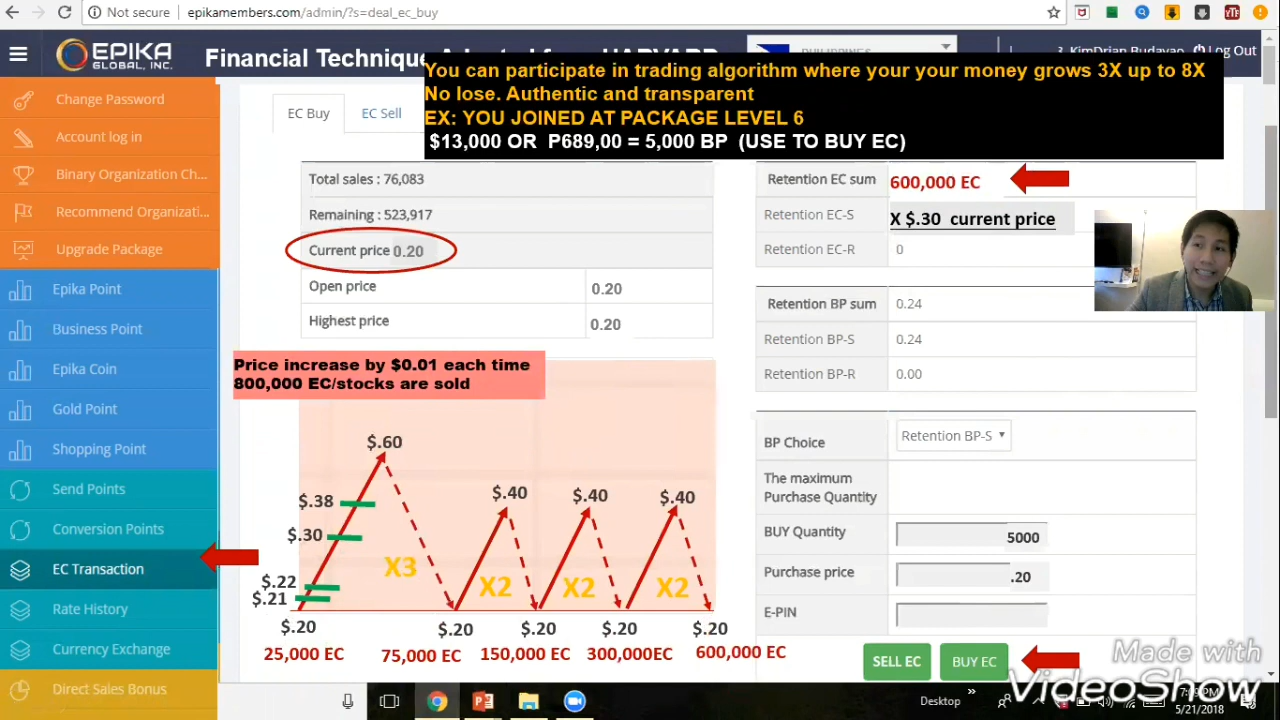 Not secure epikamembers.com/admin/?s=deal_ec_buy
EPIKA
GLOBAL, INC.
Financial Technique Adapted from HARVARD
PHILIPPINES
KimDrian Budayao Log Out
You can participate in trading algorithm where your your money grows 3X up to 8X
No lose. Authentic and transparent
EX: YOU JOINED AT PACKAGE LEVEL 6
$13,000 OR P689,00 = 5,000 BP (USE TO BUY EC)
Change Password
Account log in
Binary Organization Ch...
Recommend Organizati...
Upgrade Package
Epika Point
Business Point
Epika Coin
Gold Point
Shopping Point
Send Points
Conversion Points
EC Transaction
Rate History
Currency Exchange
Direct Sales Bonus
EC Buy EC Sell
Total sales : 76,083
Remaining : 523,917
Current price 0.20
Open price 0.20
Highest price 0.20
Price increase by $0.01 each time
800,000 EC/stocks are sold
$.60
$.38
$.30
$.22
$.21
$.40 $.40 $.40
X3 X2 X2 X2
$.20 $.20 $.20 $.20 $.20
25,000 EC 75,000 EC 150,000 EC 300,000EC 600,000 EC
Retention EC sum 600,000 EC
Retention EC-S X $.30 current price
Retention EC-R 0
Retention BP sum 0.24
Retention BP-S 0.24
Retention BP-R 0.00
BP Choice Retention BP-S
The maximum
Purchase Quantity
BUY Quantity 5000
Purchase price .20
E-PIN
SELL EC BUY EC
Made with
VideoShow
Desktop
7:09 PM
5/21/2018